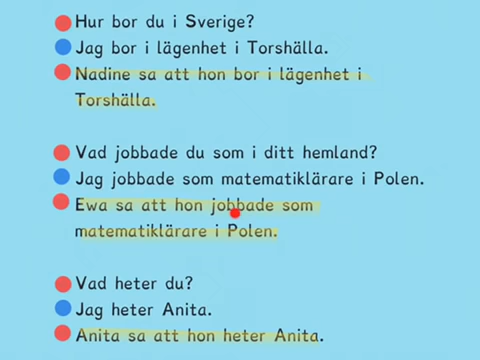 Hur bor du i Sverige?
Jag bor i lägenhet i Torshälla.
Nadine sa att hon bor i lägenhet i
Torshälla.
Vad jobbade du som i ditt hemland?
Jag jobbade som matematiklärare i Polen.
Ewa sa att hon jobbade som
matematiklärare i Polen.
Vad heter du?
Jag heter Anita.
Anita sa att hon heter Anita.